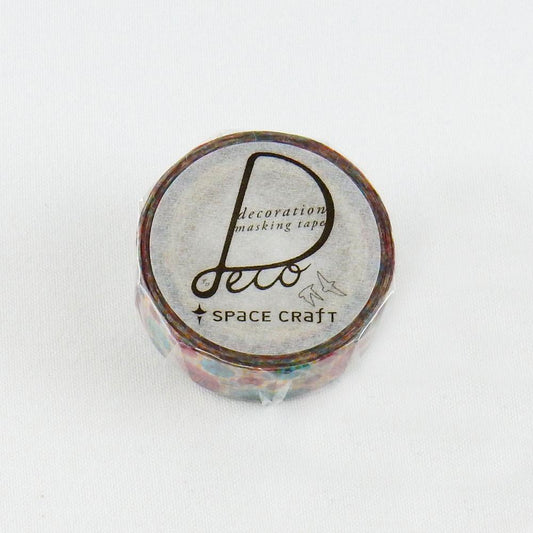 decoration
masking tape
Deco
SPACE CRAfT